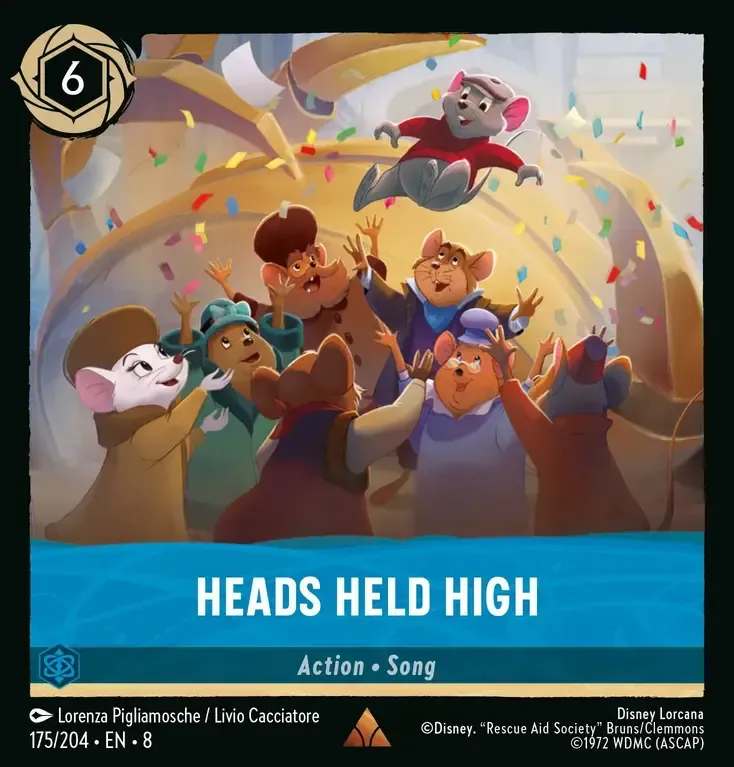 6
HEADS HELD HIGH
Action • Song
Lorenza Pigliamosche / Livio Cacciatore
175/204 • EN • 8
Disney Lorcana
©Disney. “Rescue Aid Society” Bruns/Clemmons
©1972 WDMC (ASCAP)